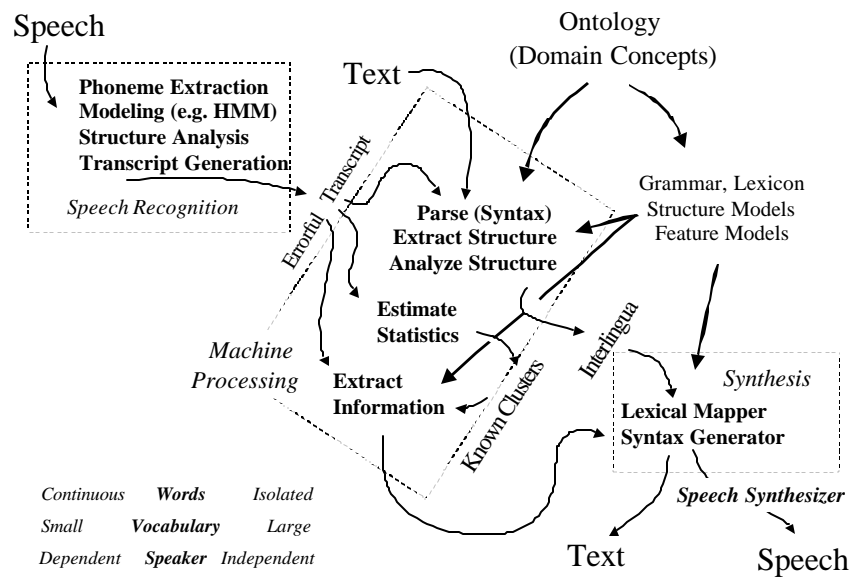 Speech
Phoneme Extraction
Modeling (e.g. HMM)
Structure Analysis
Transcript Generation
Speech Recognition
Text
Ontology
(Domain Concepts)
Errorful Transcript
Parse (Syntax)
Extract Structure
Analyze Structure
Grammar, Lexicon
Structure Models
Feature Models
Estimate
Statistics
Machine
Processing
Extract
Information
Known Clusters
Interlingua
Synthesis
Lexical Mapper
Syntax Generator
Speech Synthesizer
Text
Speech
Continuous Words Isolated
Small Vocabulary Large
Dependent Speaker Independent